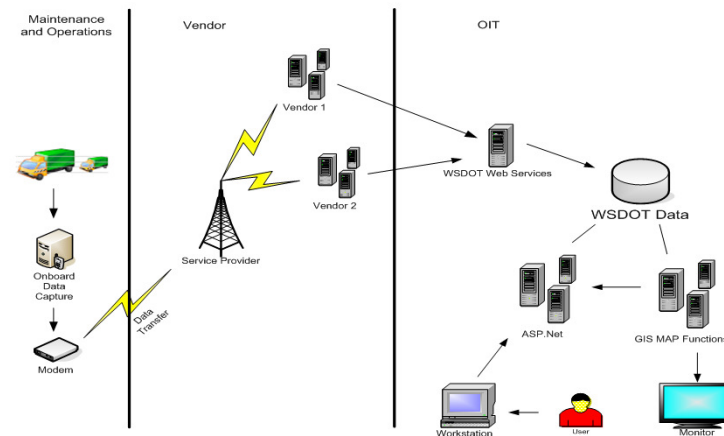 Maintenance
and Operations
Vendor
OIT
Vendor 1
WSDOT Web Services
Vendor 2
WSDOT Data
Onboard
Data
Capture
Service Provider
Data
Transfer
Modem
ASP.Net
GIS MAP Functions
Workstation
User
Monitor